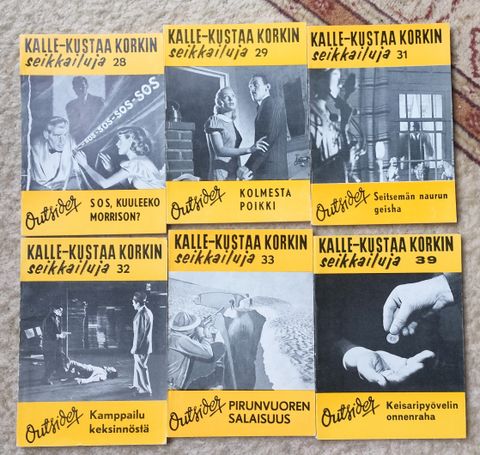 KALLE-KUSTAA KORKIN
seikkailuja 28
SOS-SOS-SOS-SOS
Outsider
SOS, KUULEEKO
MORRISON?
KALLE-KUSTAA KORKIN
seikkailuja 29
Outsider
KOLMESTA
POIKKI
KALLE-KUSTAA KORKIN
seikkailuja 31
Outsider
Seitsemän naurun
geisha
KALLE-KUSTAA KORKIN
seikkailuja 32
Outsider
Kamppailu
keksinnöstä
KALLE-KUSTAA KORKIN
seikkailuja 33
Outsider
PIRUNVUOREN
SALAISUUS
KALLE-KUSTAA KORKIN
seikkailuja 39
Outsider
Keisaripyövelin
onnenraha